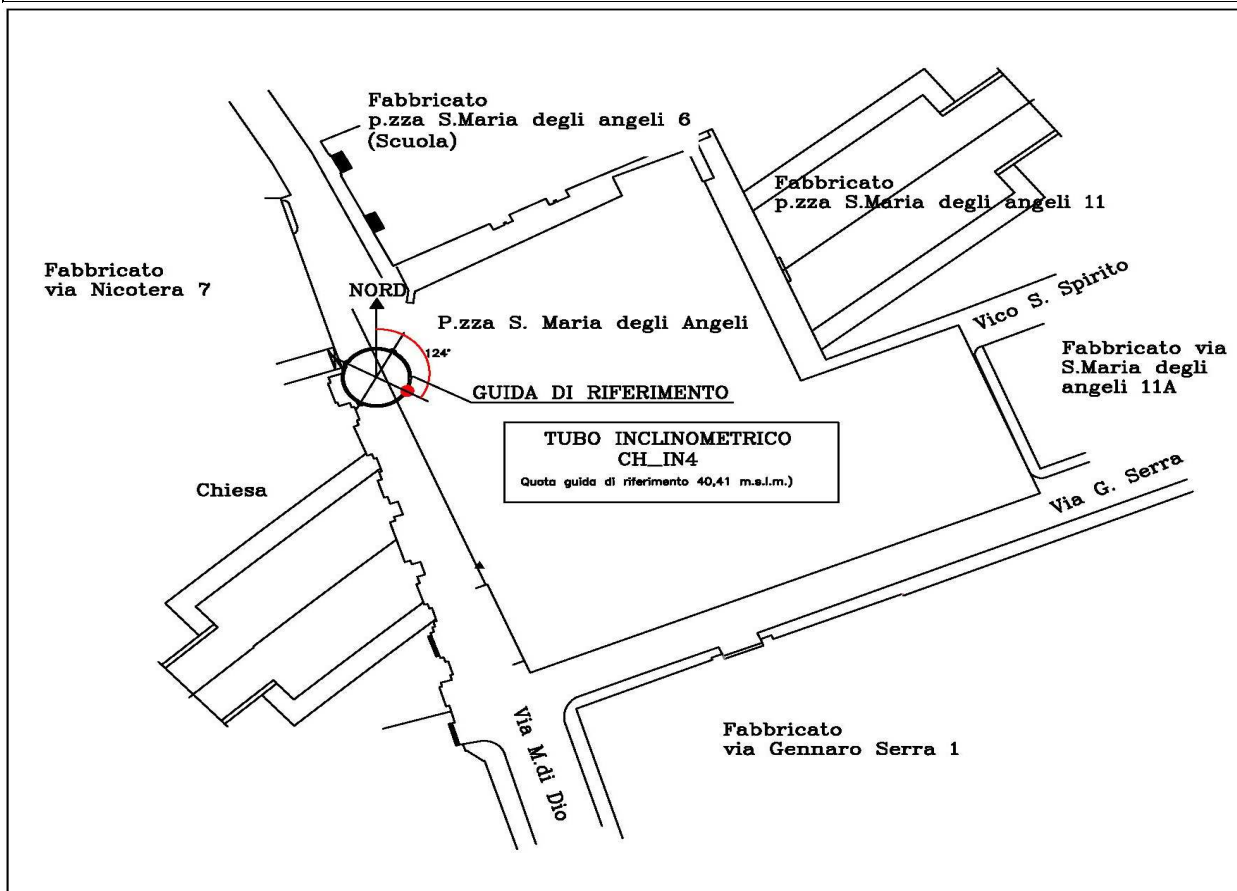 Fabbricato
p.zza S.Maria degli angeli 6
(Scuola)
Fabbricato
p.zza S.Maria degli angeli 11
Fabbricato
via Nicotera 7
NORD
P.zza S. Maria degli Angeli
124°
Vico S. Spirito
Fabbricato via
S.Maria degli
angeli 11A
GUIDA DI RIFERIMENTO
TUBO INCLINOMETRICO
CH_IN4
Quota guida di riferimento 40,41 m.s.l.m.)
Chiesa
Via G. Serra
Via M.di Dio
Fabbricato
via Gennaro Serra 1